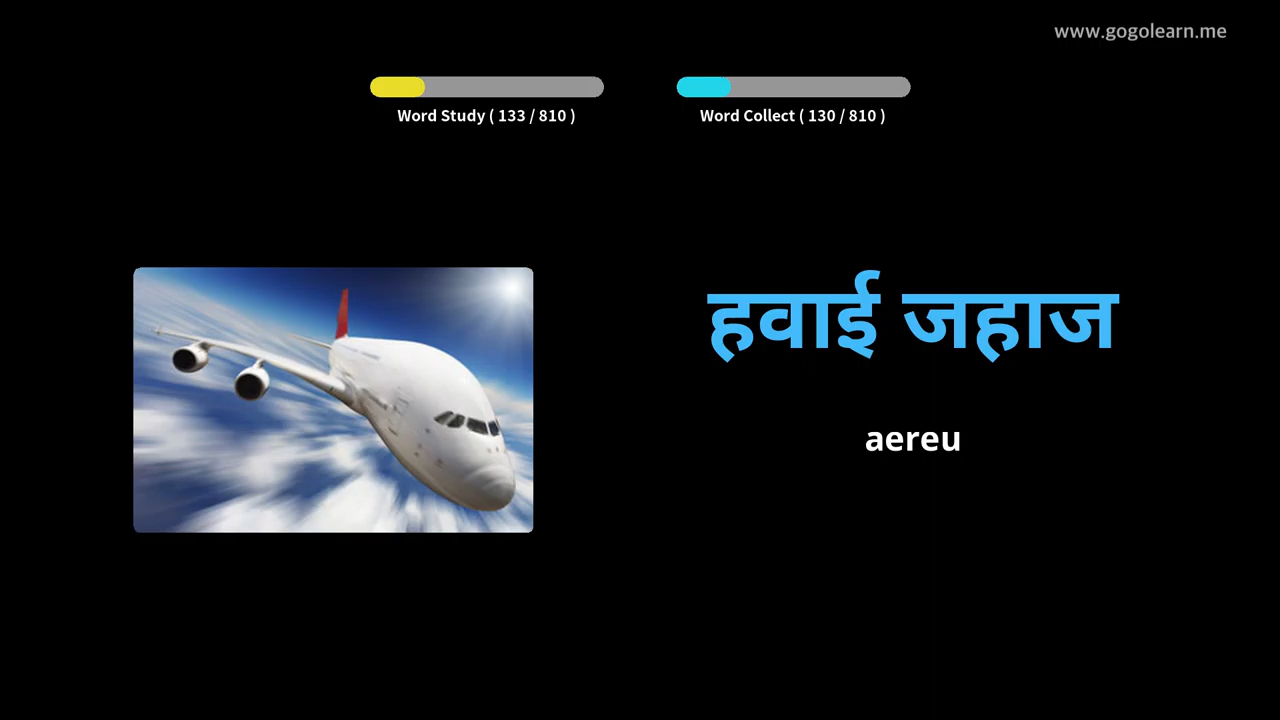 www.gogolearn.me
Word Study ( 133 / 810 )
Word Collect ( 130 / 810 )
हवाई जहाज
aereu